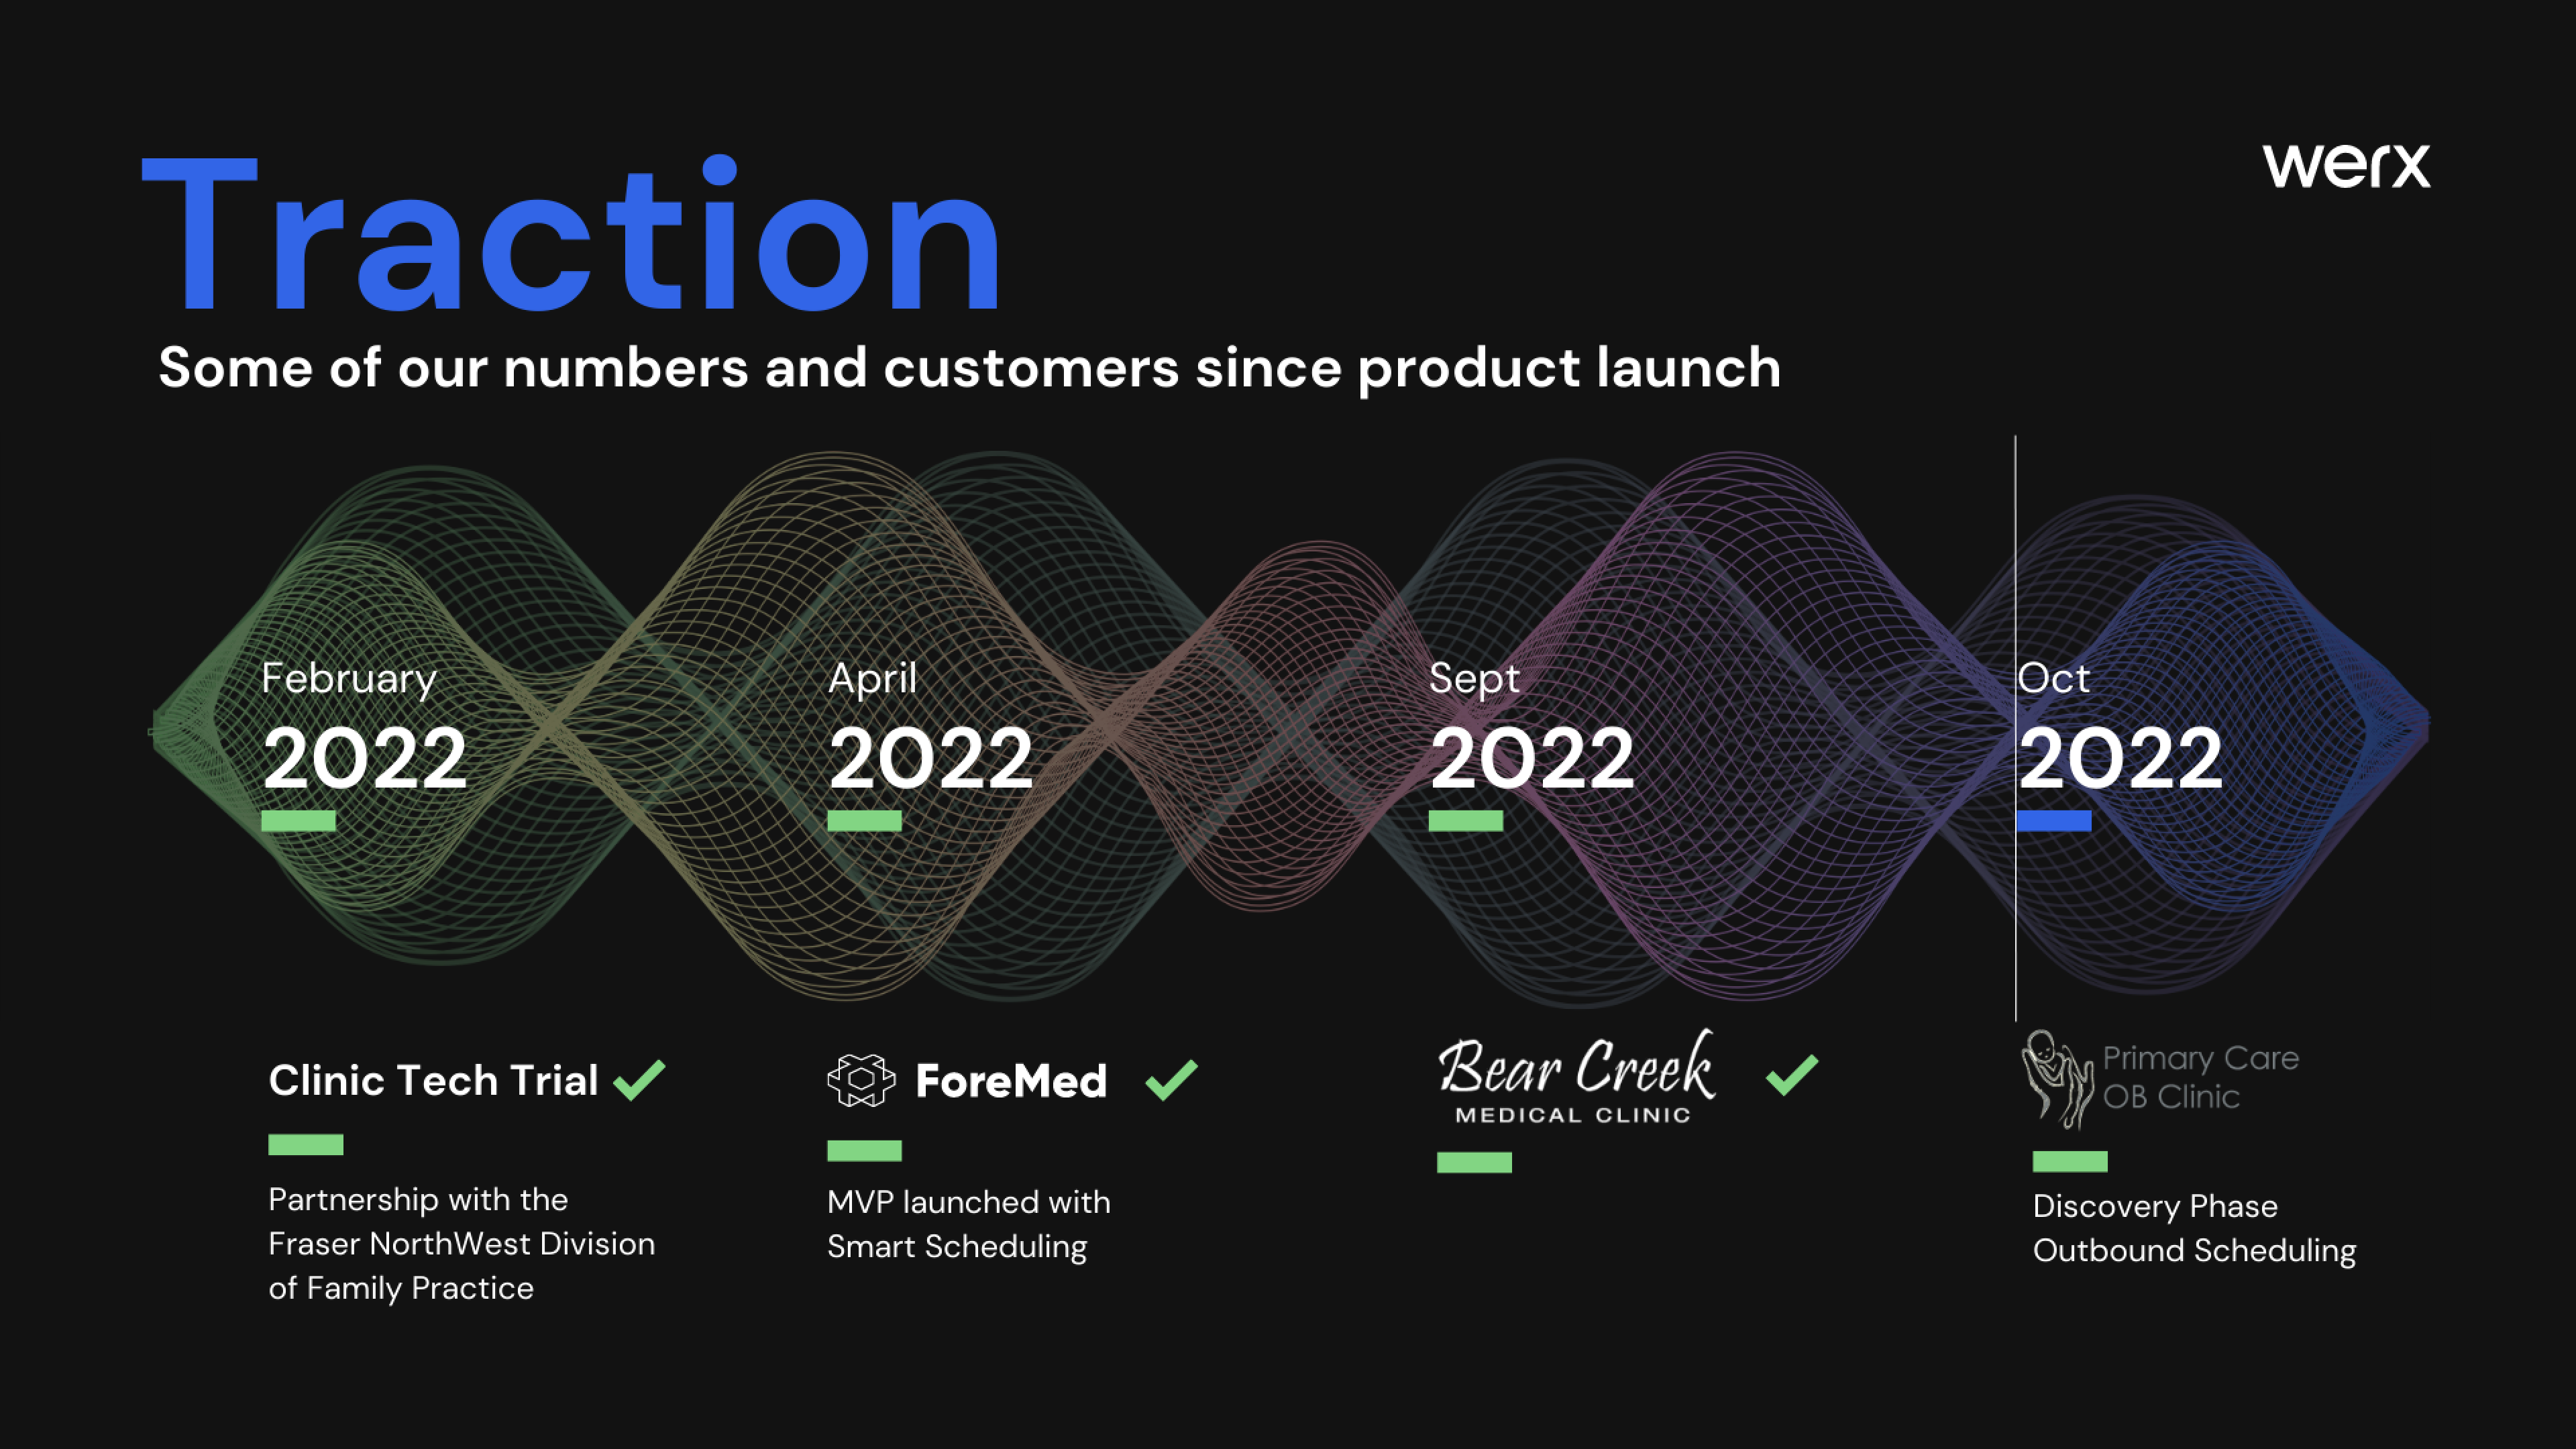 Traction
werx
Some of our numbers and customers since product launch
February
2022
April
2022
Sept
2022
Oct
2022
Clinic Tech Trial
Partnership with the
Fraser NorthWest Division
of Family Practice
ForeMed
MVP launched with
Smart Scheduling
Bear Creek
MEDICAL CLINIC
Primary Care
OB Clinic
Discovery Phase
Outbound Scheduling